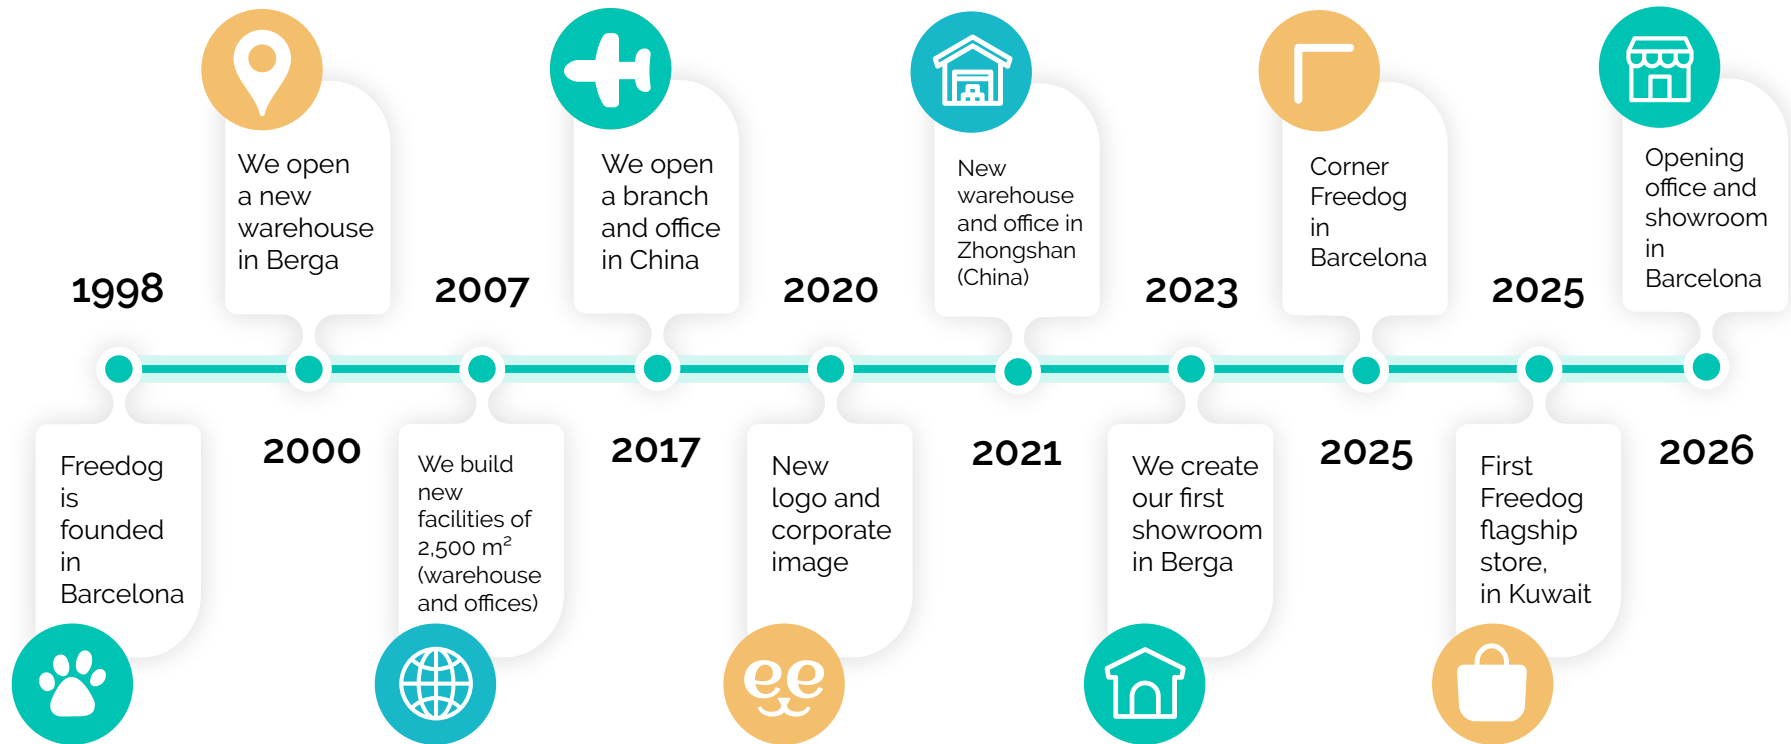 1998
Freedog
is
founded
in
Barcelona
We open
a new
warehouse
in Berga
2000
2007
We build
new
facilities of
2,500 m²
(warehouse
and offices)
We open
a branch
and office
in China
2017
2020
New
logo and
corporate
image
ee
New
warehouse
and office in
Zhongshan
(China)
2021
2023
We create
our first
showroom
in Berga
Corner
Freedog
in
Barcelona
2025
2025
First
Freedog
flagship
store,
in Kuwait
Opening
office and
showroom
in
Barcelona
2026